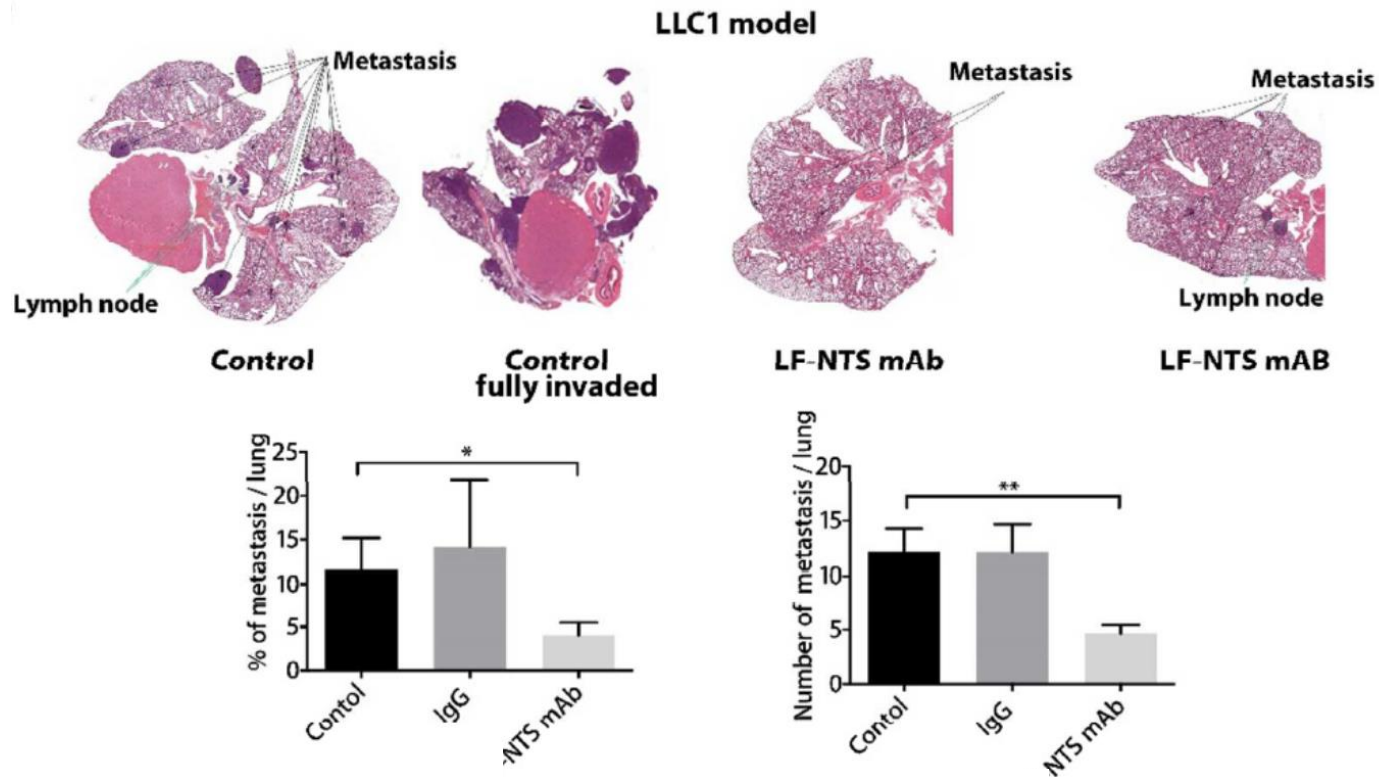 LLC1 model
Metastasis
Metastasis
Metastasis
Lymph node
Lymph node
Control
Control
fully invaded
LF-NTS mAb
LF-NTS mAB
% of metastasis / lung
25
20
15
10
5
0
*
Contol
IgG
-NTS mAb
Number of metastasis / lung
20
15
10
5
0
**
Contol
IgG
NTS mAb